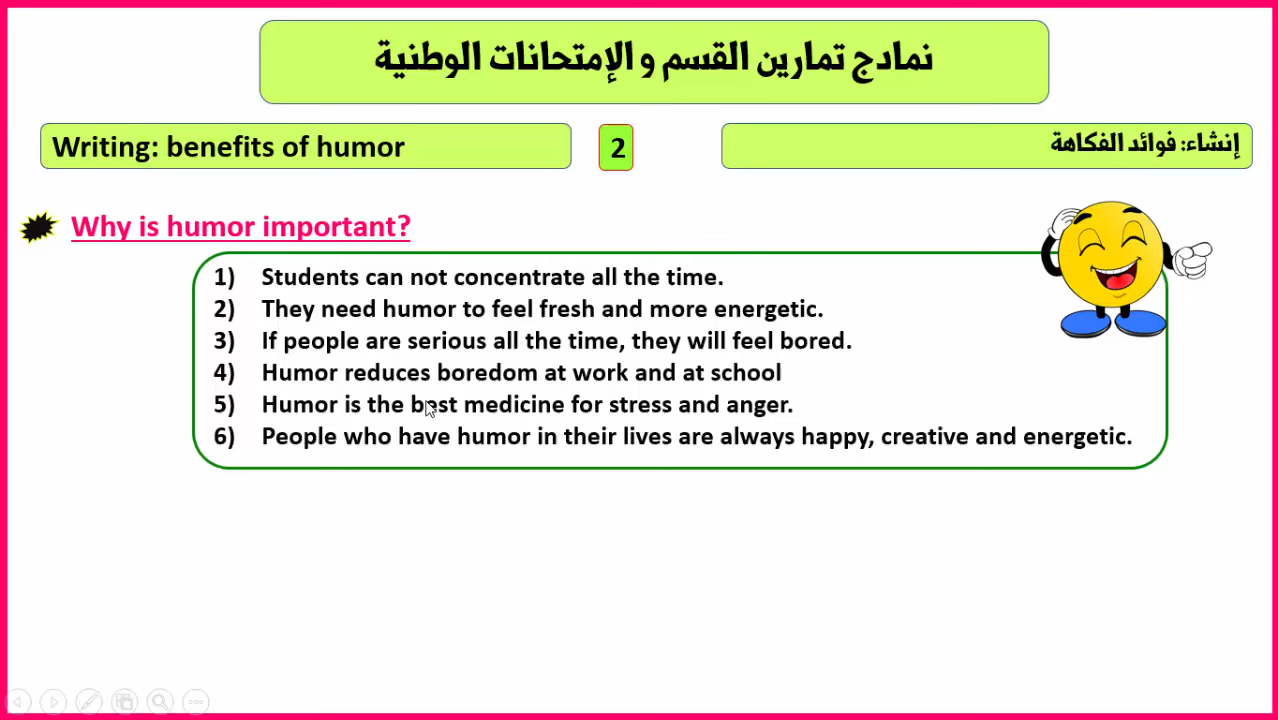 نمادج تمارين القسم و الإمتحانات الوطنية
Writing: benefits of humor
2
إنشاء: فوائد الفكاهة
Why is humor important?
1) Students can not concentrate all the time.
2) They need humor to feel fresh and more energetic.
3) If people are serious all the time, they will feel bored.
4) Humor reduces boredom at work and at school
5) Humor is the best medicine for stress and anger.
6) People who have humor in their lives are always happy, creative and energetic.